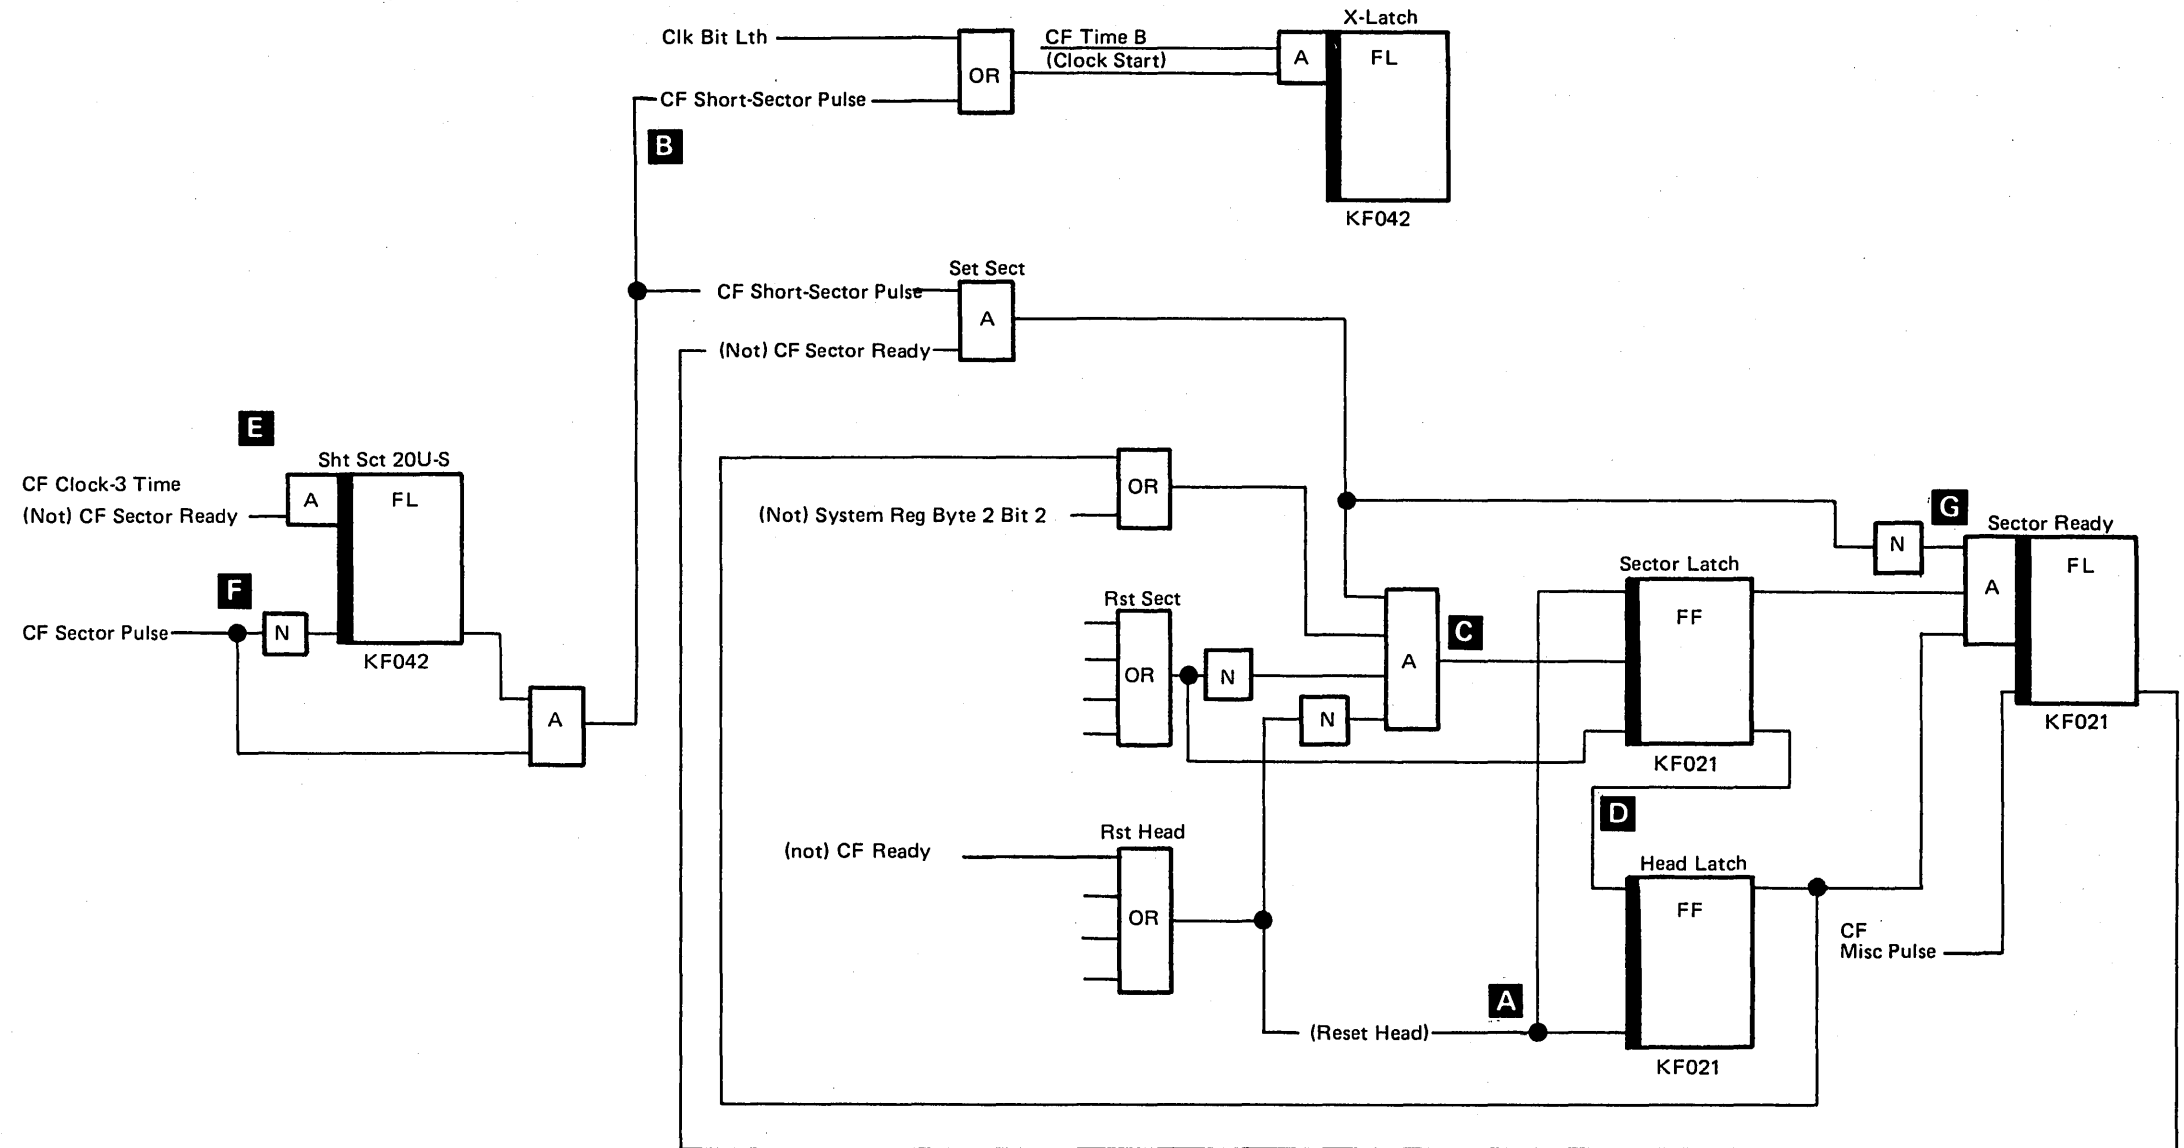 X-Latch
Clk Bit Lth
CF Time B
(Clock Start)
OR
A
FL
CF Short-Sector Pulse
B
KF042
Set Sect
CF Short-Sector Pulse
A
(Not) CF Sector Ready
E
Sht Sct 20U-S
CF Clock-3 Time
(Not) CF Sector Ready
A
FL
F
CF Sector Pulse
N
KF042
A
OR
(Not) System Reg Byte 2 Bit 2
G
Sector Ready
N
A
FL
KF021
Sector Latch
FF
KF021
Rst Sect
OR
N
N
A
C
D
Rst Head
(not) CF Ready
OR
Head Latch
FF
KF021
CF
Misc Pulse
A
(Reset Head)